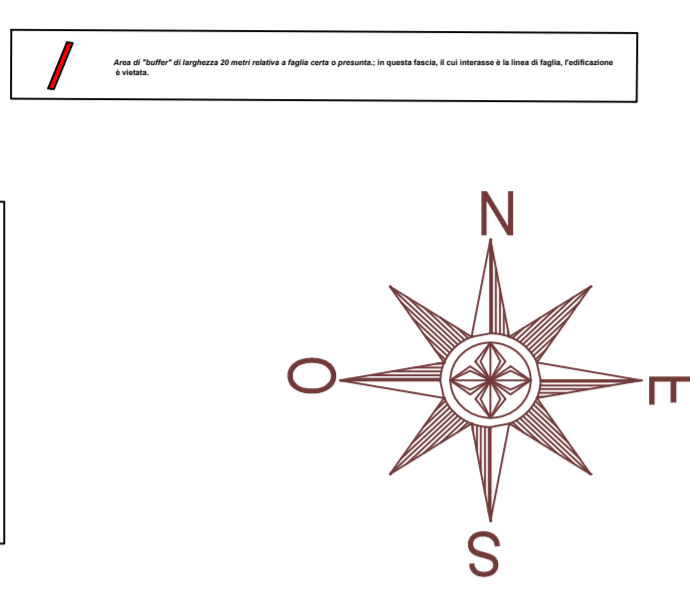 Area di "buffer" di larghezza 20 metri relativa a faglia certa o presunta.; in questa fascia, il cui interasse è la linea di faglia, l'edificazione
è vietata.
N
O
E
S